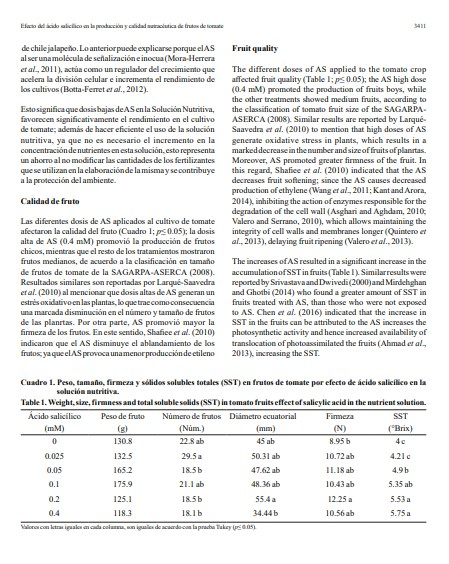 Efecto del ácido salicílico en la producción y calidad nutracéutica de frutos de tomate 3411
de chile jalapeño. Lo anterior puede explicarse porque el AS
al ser una molécula de señalización e inocua (Mora-Herrera
et al., 2011), actúa como un regulador del crecimiento que
acelera la división celular e incrementa el rendimiento de
los cultivos (Botta-Ferret et al., 2012).
Esto significa que dosis bajas de AS en la Solución Nutritiva,
favorecen significativamente el rendimiento en el cultivo
de tomate; además de hacer eficiente el uso de la solución
nutritiva, ya que no es necesario el incremento en la
concentración de nutrientes en esta solución, esto representa
un ahorro al no modificar las cantidades de los fertilizantes
que se utilizan en la elaboración de la misma y se contribuye
a la protección del ambiente.
Calidad de fruto
Las diferentes dosis de AS aplicados al cultivo de tomate
afectaron la calidad del fruto (Cuadro 1; p≤ 0.05); la dosis
alta de AS (0.4 mM) promovió la producción de frutos
chicos, mientras que el resto de los tratamientos mostraron
frutos medianos, de acuerdo a la clasificación en tamaño
de frutos de tomate de la SAGARPA-ASERCA (2008).
Resultados similares son reportadas por Larqué-Saavedra
et al. (2010) al mencionar que dosis altas de AS generan un
estrés oxidativo en las plantas, lo que trae como consecuencia
una marcada disminución en el número y tamaño de frutos
de las plantas. Por otra parte, AS promovió mayor la
firmeza de los frutos. En este sentido, Shafiee et al. (2010)
indicaron que el AS disminuye el ablandamiento de los
frutos; ya que el AS provoca una menor producción de etileno
Fruit quality
The different doses of AS applied to the tomato crop
affected fruit quality (Table 1; p≤ 0.05); the AS high dose
(0.4 mM) promoted the production of fruits boys, while
the other treatments showed medium fruits, according to
the classification of tomato fruit size of the SAGARPA-
ASERCA (2008). Similar results are reported by Larqué-
Saavedra et al. (2010) to mention that high doses of AS
generate oxidative stress in plants, which results in a
marked decrease in the number and size of fruits of plantas.
Moreover, AS promoted greater firmness of the fruit. In
this regard, Shafiee et al. (2010) indicated that the AS
decreases fruit softening; since the AS causes decreased
production of ethylene (Wang et al., 2011; Kant and Arora,
2014), inhibiting the action of enzymes responsible for the
degradation of the cell wall (Asghari and Aghdam, 2010;
Valero and Serrano, 2010), which allows maintaining the
integrity of cell walls and membranes longer (Quintero et
al., 2013), delaying fruit ripening (Valero et al., 2013).
The increases of AS resulted in a significant increase in the
accumulation of SST in fruits (Table 1). Similar results were
reported by Srivastava and Dwivedi (2000) and Mirdehghan
and Ghotbi (2014) who found a greater amount of SST in
fruits treated with AS, than those who were not exposed
to AS. Chen et al. (2016) indicated that the increase in
SST in the fruits can be attributed to the AS increases the
photosynthetic activity and hence increased availability of
translocation of photoassimilated the fruits (Ahmad et al.,
2013), increasing the SST.
Cuadro 1. Peso, tamaño, firmeza y sólidos solubles totales (SST) en frutos de tomate por efecto de ácido salicílico en la
solución nutritiva.
Table 1. Weight, size, firmness and total soluble solids (SST) in tomato fruits effect of salicylic acid in the nutrient solution.
Ácido salicílico Peso de fruto Número de frutos Diámetro ecuatorial Firmeza SST
(mM) (g) (Núm.) (mm) (N) (°Brix)
0 130.8 22.8 ab 45 ab 8.95 b 4 c
0.025 132.5 29.5 a 50.31 ab 10.72 ab 4.21 c
0.05 165.2 18.5 b 47.62 ab 11.18 ab 4.9 b
0.1 175.9 21.1 ab 48.36 ab 10.43 ab 5.35 ab
0.2 125.1 18.5 b 55.4 a 12.25 a 5.53 a
0.4 118.3 18.1 b 34.44 b 10.56 ab 5.75 a
Valores con letras iguales en cada columna, son iguales de acuerdo con la prueba Tukey (p≤ 0.05).